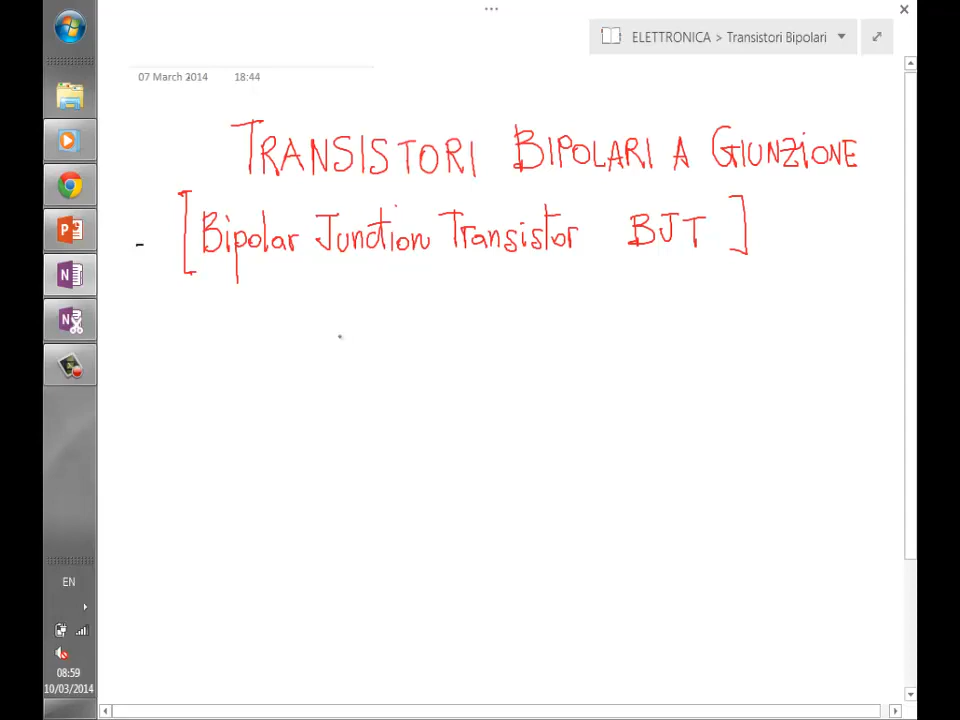 ELETTRONICA > Transistori Bipolari
07 March 2014 18:44
TRANSISTORI BIPOLARI A GIUNZIONE
- [Bipolar Junction Transistor BJT]
EN
08:59
10/03/2014